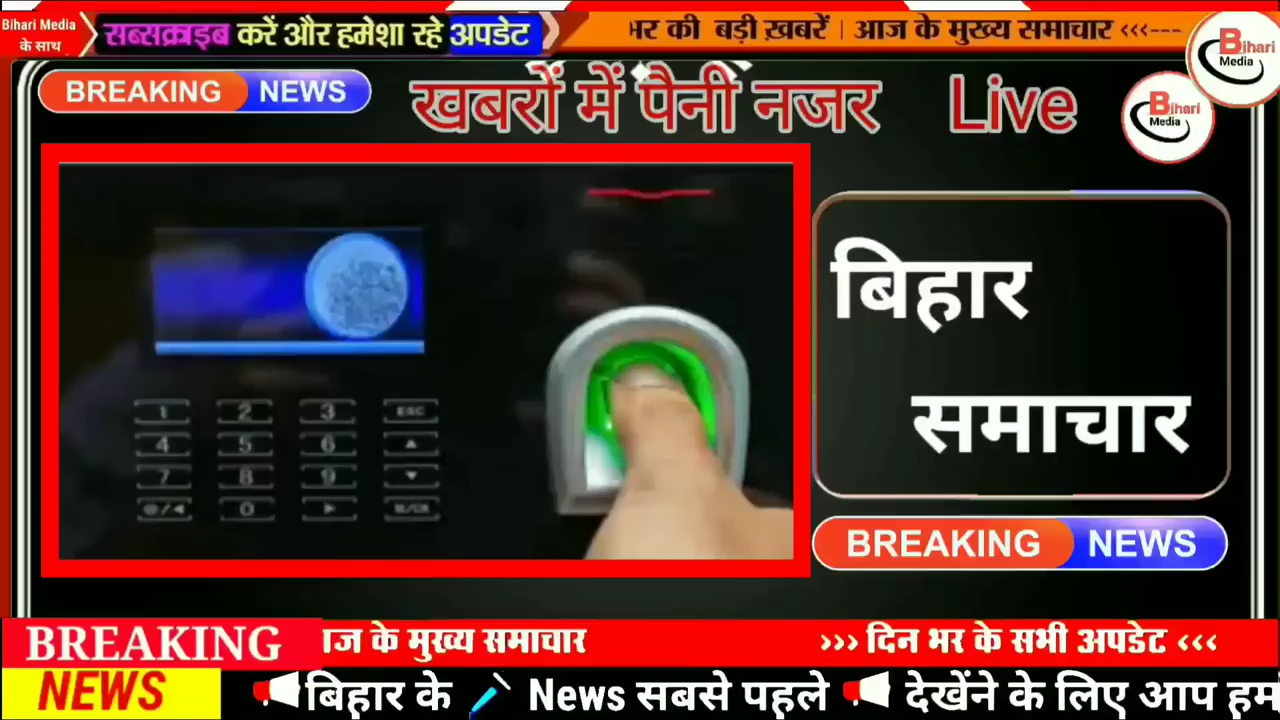 Bihari Media
के साथ
सब्सक्राइब करें और हमेशा रहे अपडेट
भर की बड़ी ख़बरें | आज के मुख्य समाचार <<<---
Bihari
Media
BREAKING NEWS
खबरों में पैनी नजर Live
Bihari
Media
1 2 3 ESC
4 5 6
7 8 9
0
बिहार
समाचार
BREAKING NEWS
BREAKING
ाज के मुख्य समाचार >>> दिन भर के सभी अपडेट <<<
NEWS
बिहार के News सबसे पहले देखेंने के लिए आप हम